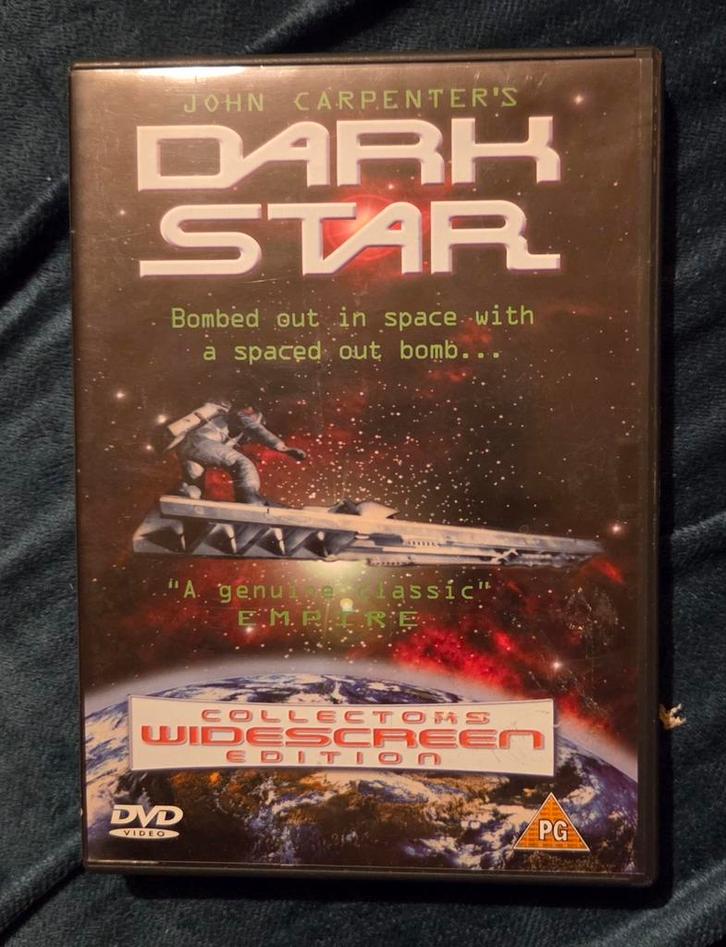 JOHN CARPENTER'S
DARK
STAR
Bombed out in space with
a spaced out bomb...
"A genuine classic"
EMPIRE
COLLECTORS
WIDESCREEN
EDITION
DVD
VIDEO
PG